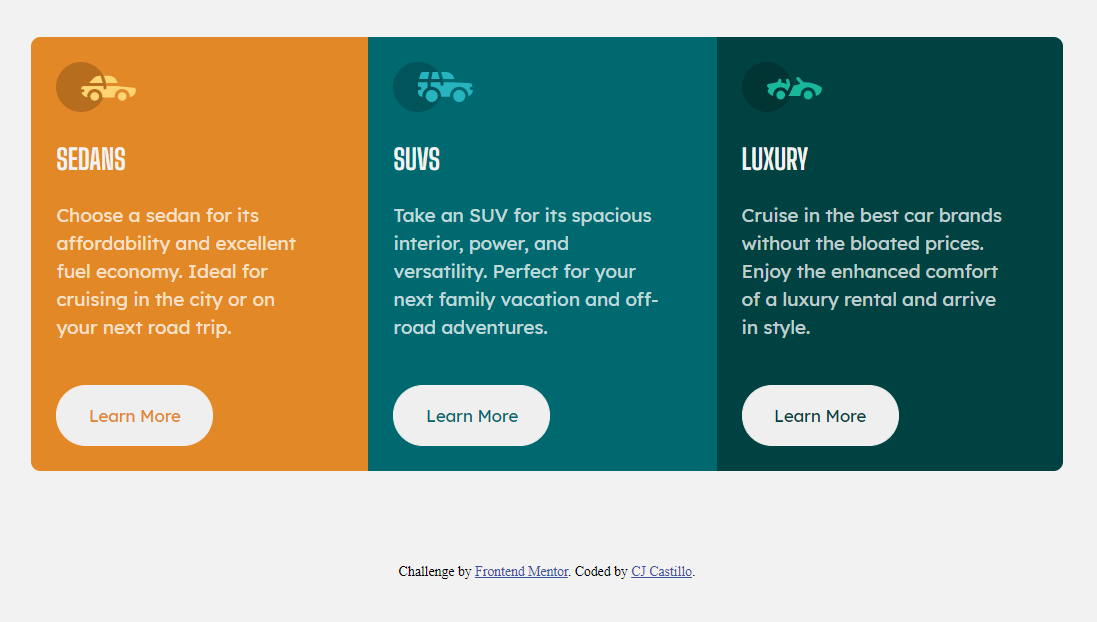 SEDANS
Choose a sedan for its
affordability and excellent
fuel economy. Ideal for
cruising in the city or on
your next road trip.
Learn More
SUVS
Take an SUV for its spacious
interior, power, and
versatility. Perfect for your
next family vacation and off-
road adventures.
Learn More
LUXURY
Cruise in the best car brands
without the bloated prices.
Enjoy the enhanced comfort
of a luxury rental and arrive
in style.
Learn More
Challenge by Frontend Mentor. Coded by CJ Castillo.